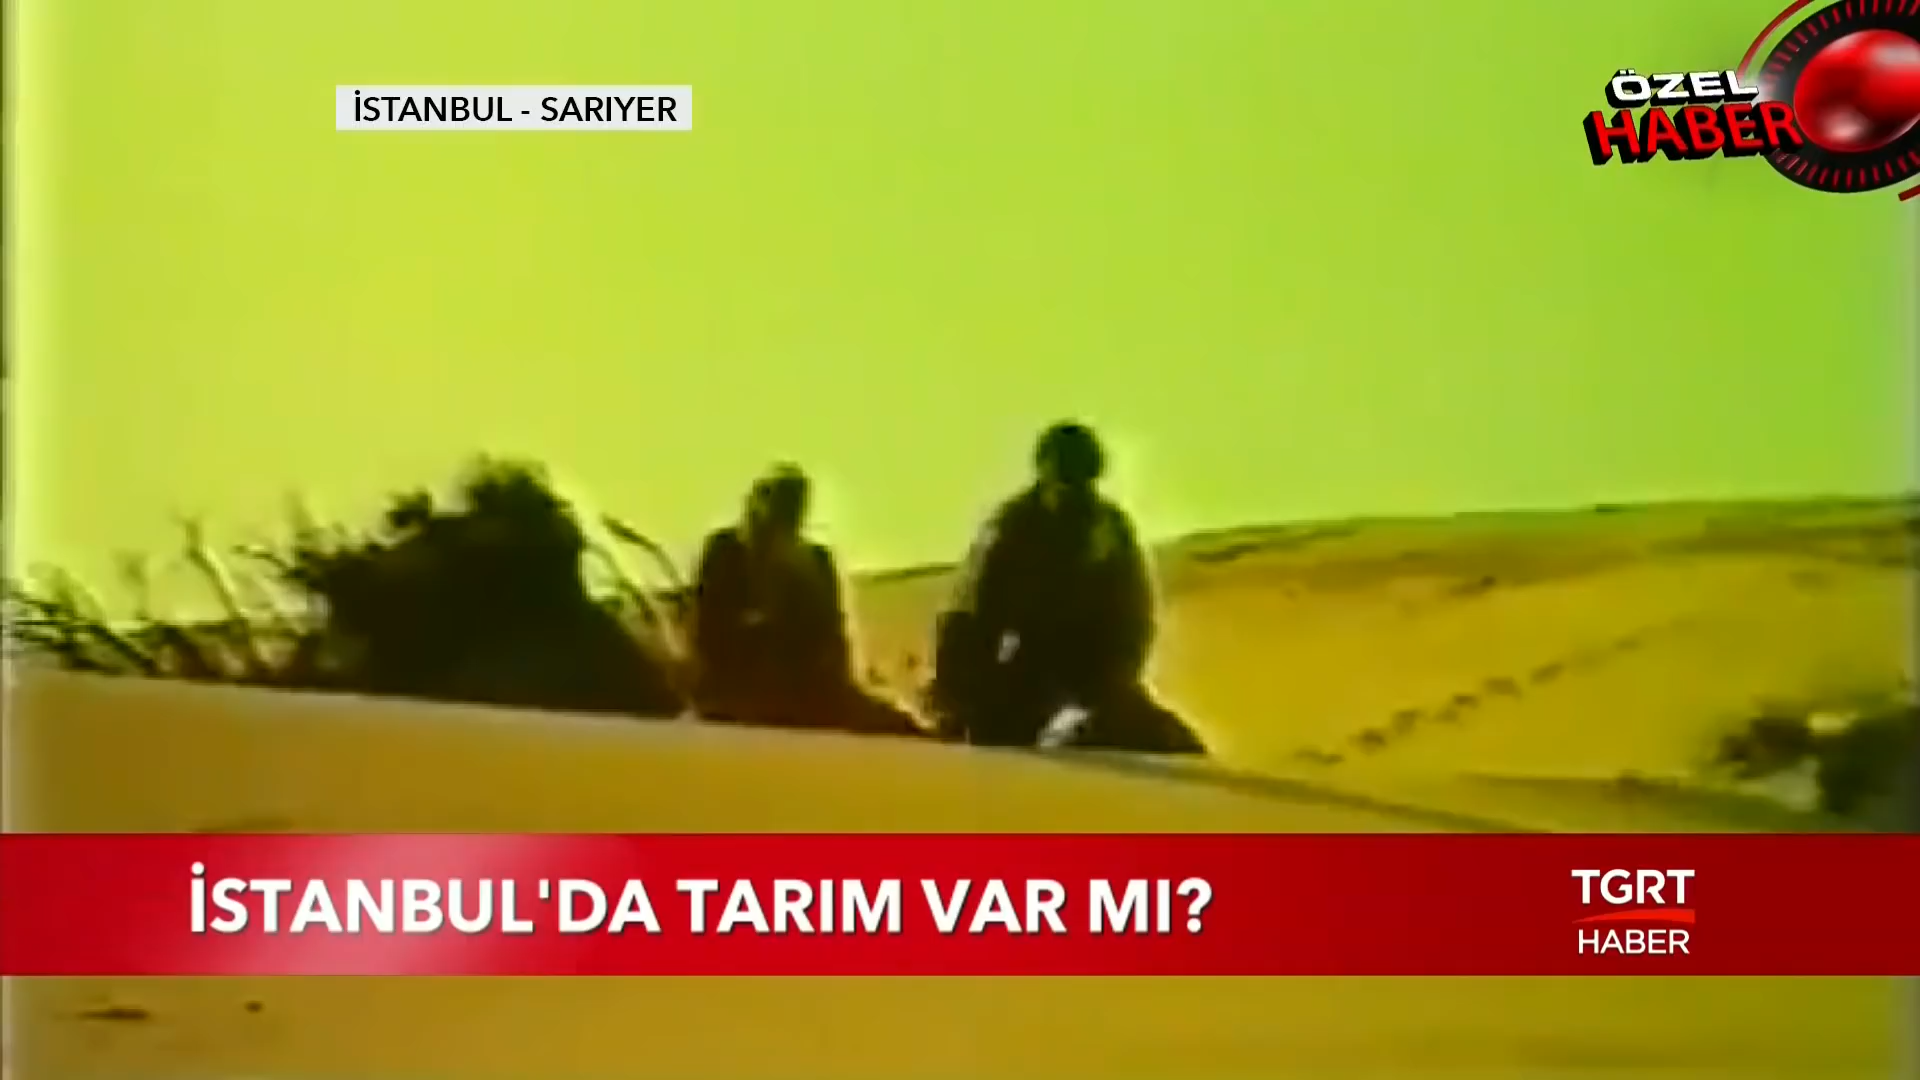 İSTANBUL - SARIYER
ÖZEL
HABER
İSTANBUL'DA TARIM VAR MI?
TGRT
HABER